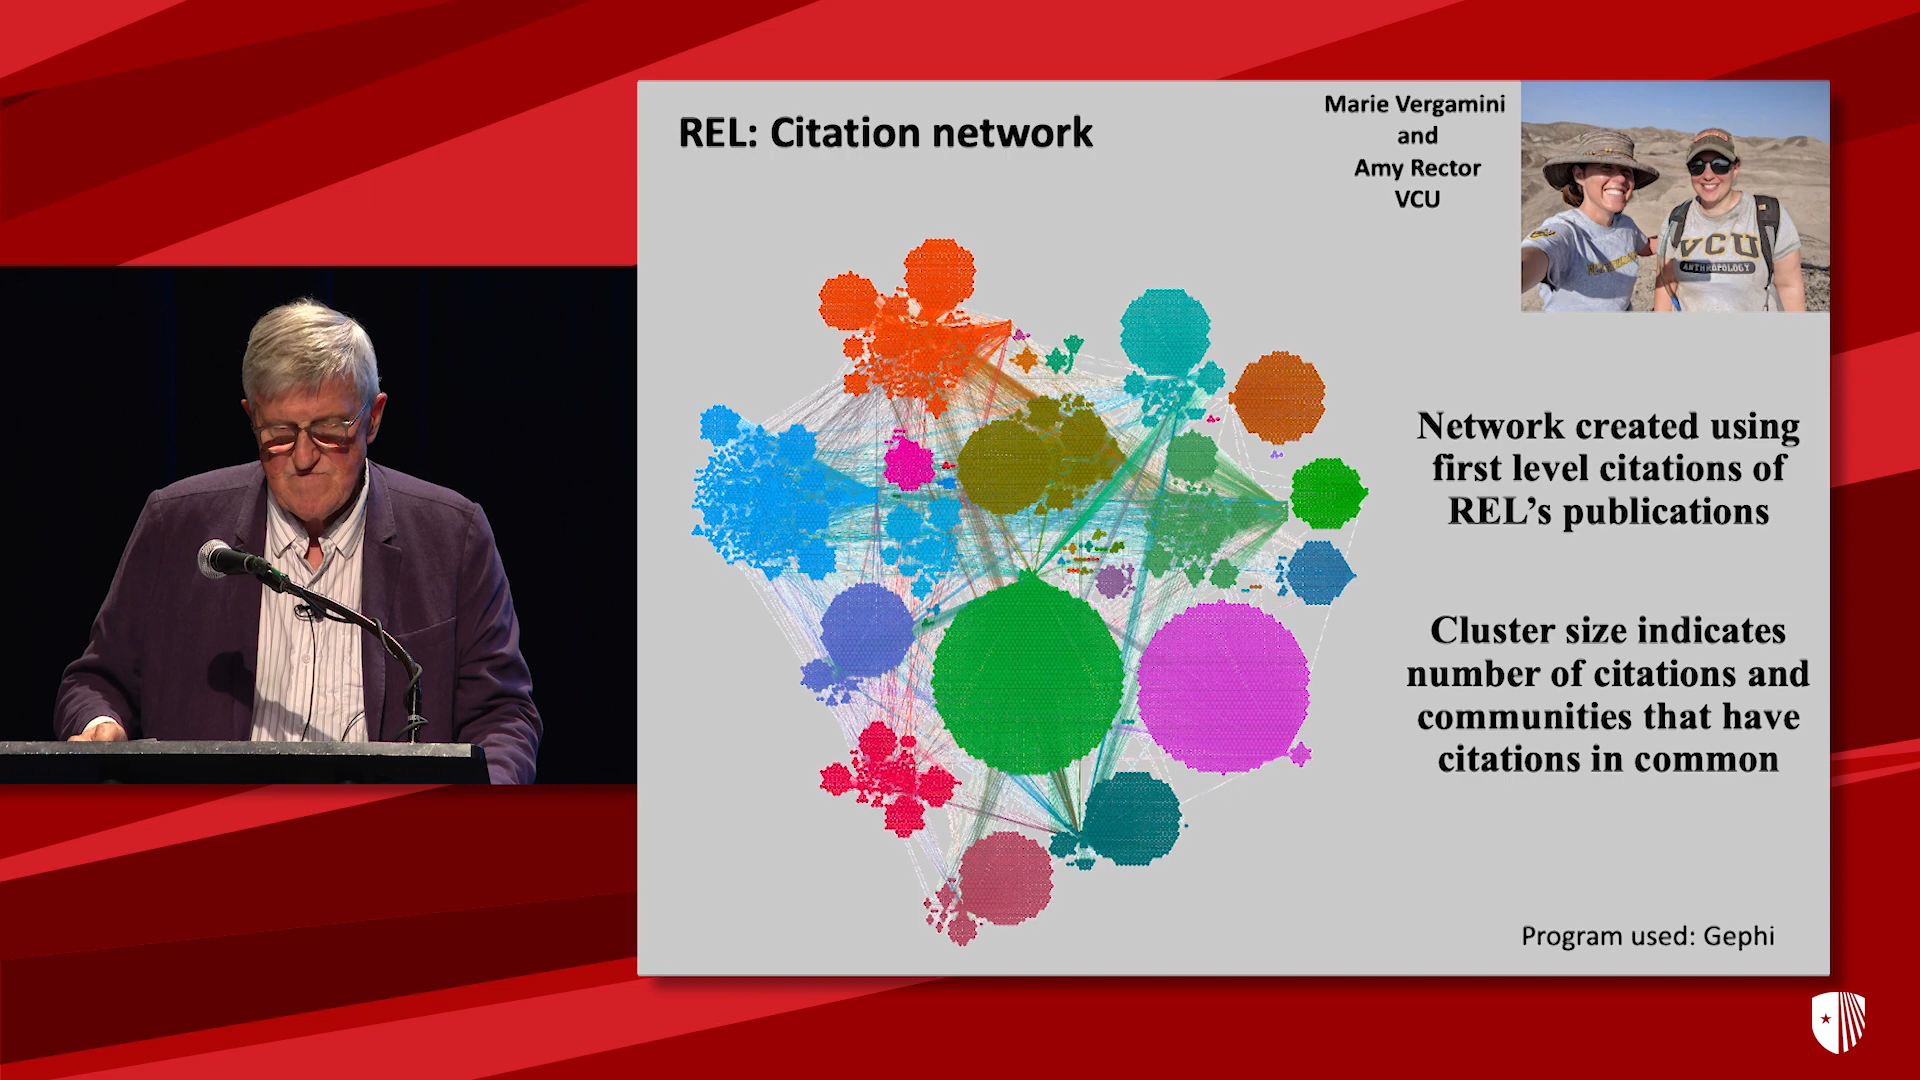 REL: Citation network
Marie Vergamini
and
Amy Rector
VCU
VCU
ANTHROPOLOGY
Network created using
first level citations of
REL’s publications
Cluster size indicates
number of citations and
communities that have
citations in common
Program used: Gephi